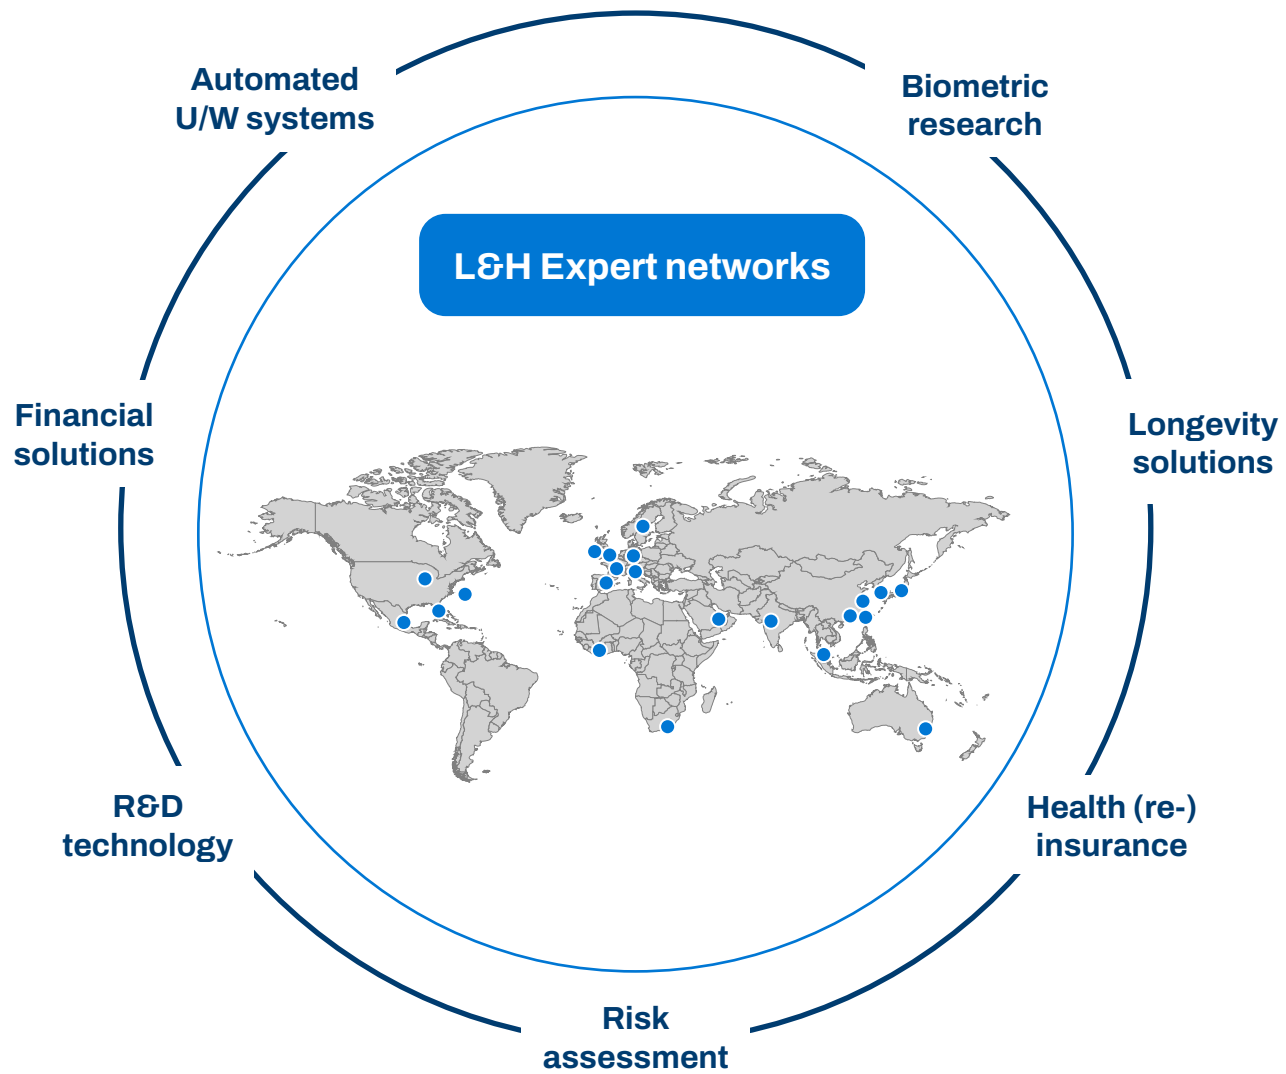 Automated
U/W systems
Biometric
research
L&H Expert networks
Financial
solutions
Longevity
solutions
R&D
technology
Health (re-)
insurance
Risk
assessment